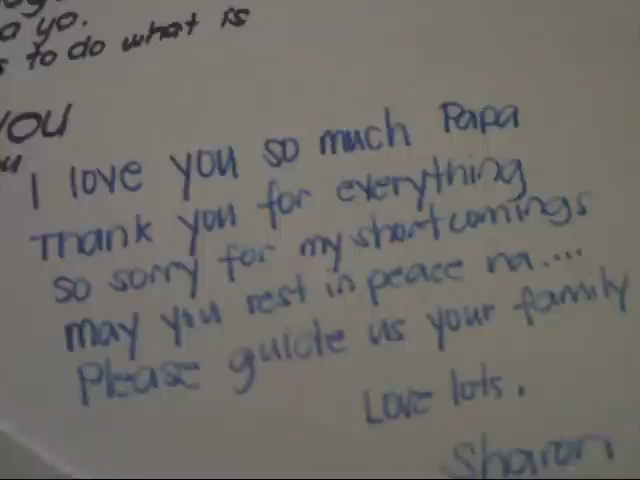 yo.
to do what is
you
I love you so much Papa
Thank you for everything
so sorry for my shortcomings
may you rest in peace na....
Please guide us your family
Love lots.
Sharon